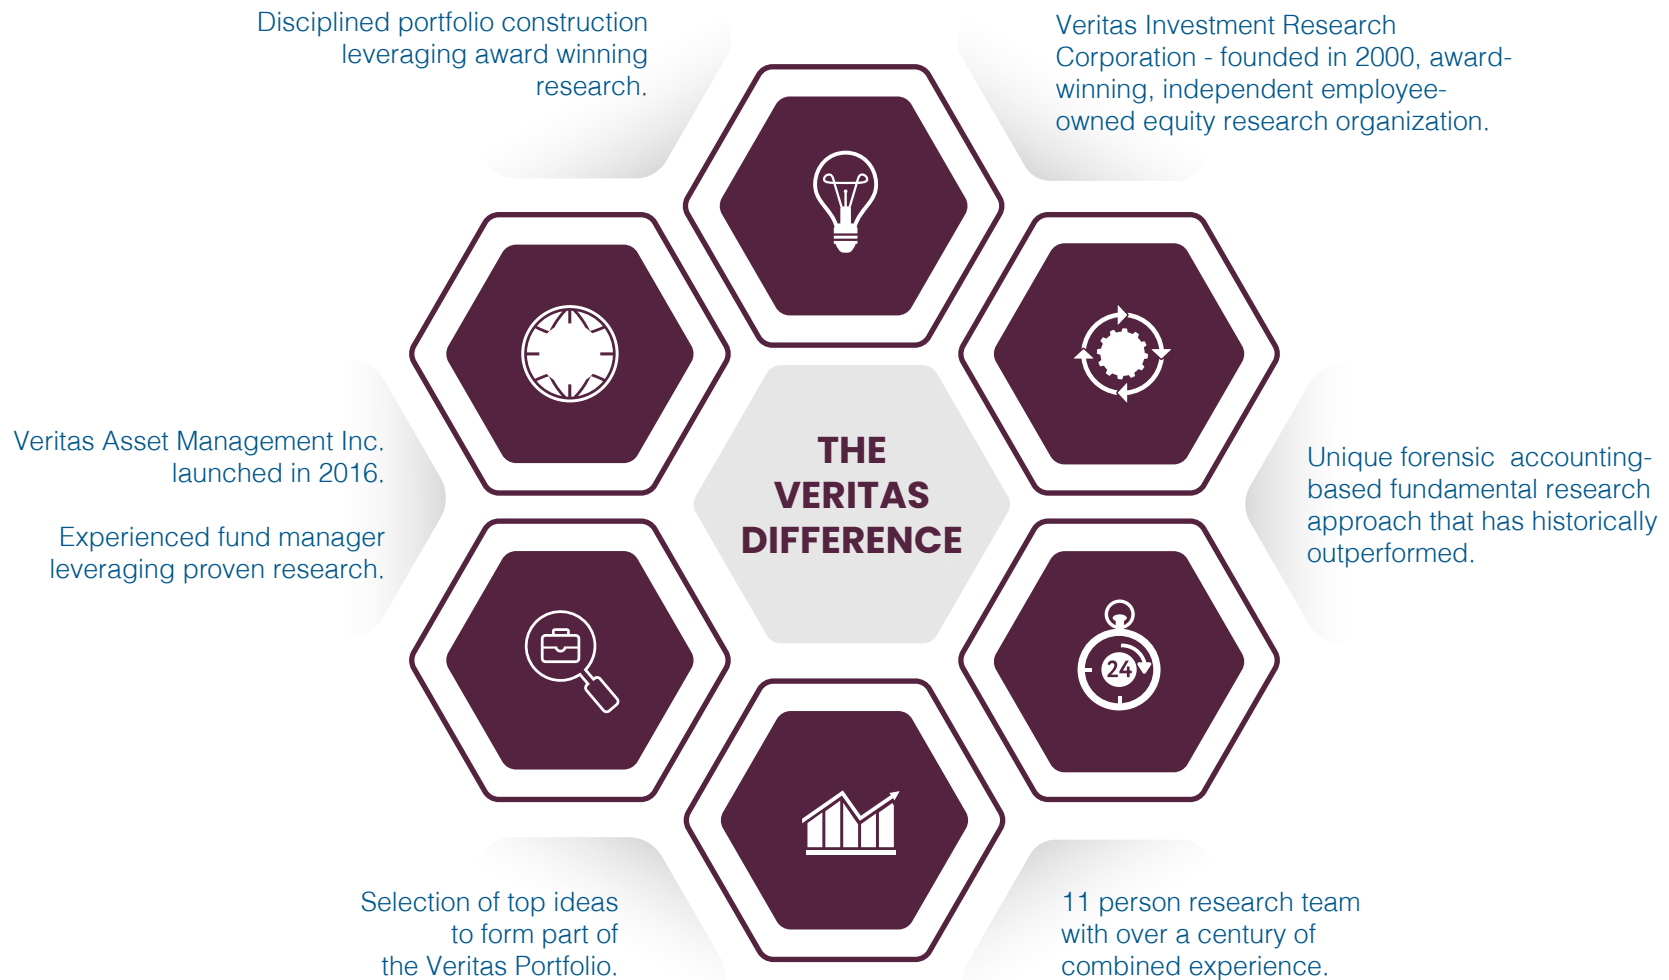 Disciplined portfolio construction
leveraging award winning
research.
Veritas Investment Research
Corporation - founded in 2000, award-
winning, independent employee-
owned equity research organization.
Veritas Asset Management Inc.
launched in 2016.
Experienced fund manager
leveraging proven research.
THE
VERITAS
DIFFERENCE
Unique forensic  accounting-
based fundamental research
approach that has historically
outperformed.
24
Selection of top ideas
to form part of
the Veritas Portfolio.
11 person research team
with over a century of
combined experience.